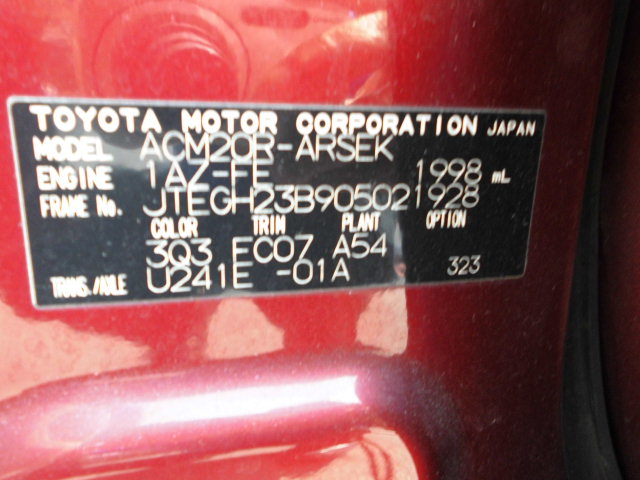 TOYOTA MOTOR CORPORATION JAPAN
MODEL ACM20R-ARSEK
ENGINE 1AZ-FE 1998 mL
FRAME No. JTEGH23B905021928
COLOR TRIM PLANT OPTION
3Q3 FC07 A54
TRANS./AXLE U241E -01A 323